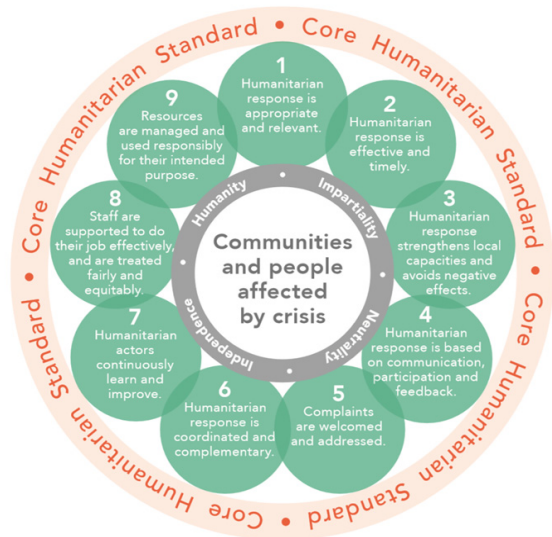 Core Humanitarian Standard • Core Humanitarian Standard • Core Humanitarian Standard • Core Humanitarian Standard • Core Humanitarian Standard •
1
Humanitarian
response is
appropriate
and relevant.
2
Humanitarian
response is
effective and
timely.
3
Humanitarian
response
strengthens local
capacities and
avoids negative
effects.
4
Humanitarian
response is based
on communication,
participation and
feedback.
5
Complaints
are welcomed
and addressed.
6
Humanitarian
response is
coordinated and
complementary.
7
Humanitarian
actors
continuously
learn and
improve.
8
Staff are
supported to do
their job effectively,
and are treated
fairly and
equitably.
9
Resources
are managed and
used responsibly
for their intended
purpose.
Humanity • Impartiality • Neutrality • Independence •
Communities
and people
affected
by crisis